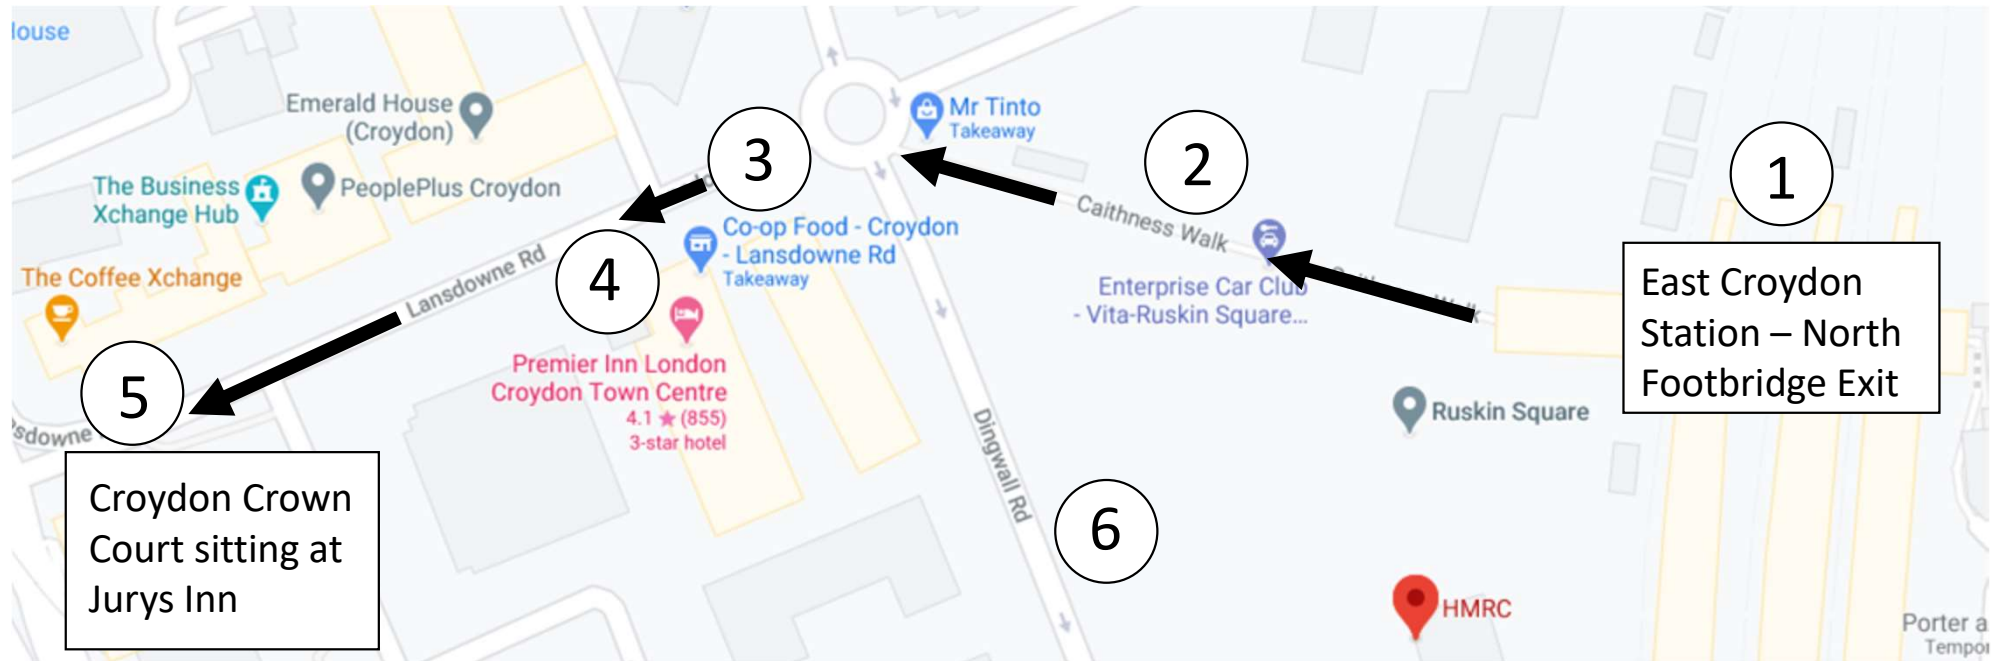 louse
Emerald House
(Croydon)
Mr Tinto
Takeaway
3
2
1
The Business
Xchange Hub
PeoplePlus Croydon
Caithness Walk
Co-op Food - Croydon
- Lansdowne Rd
Takeaway
4
Lansdowne Rd
The Coffee Xchange
Enterprise Car Club
- Vita-Ruskin Square...
East Croydon
Station – North
Footbridge Exit
Premier Inn London
Croydon Town Centre
4.1 ★ (855)
3-star hotel
5
sdowne
Ruskin Square
Dingwall Rd
6
Croydon Crown
Court sitting at
Jurys Inn
HMRC
Porter a
Tempor